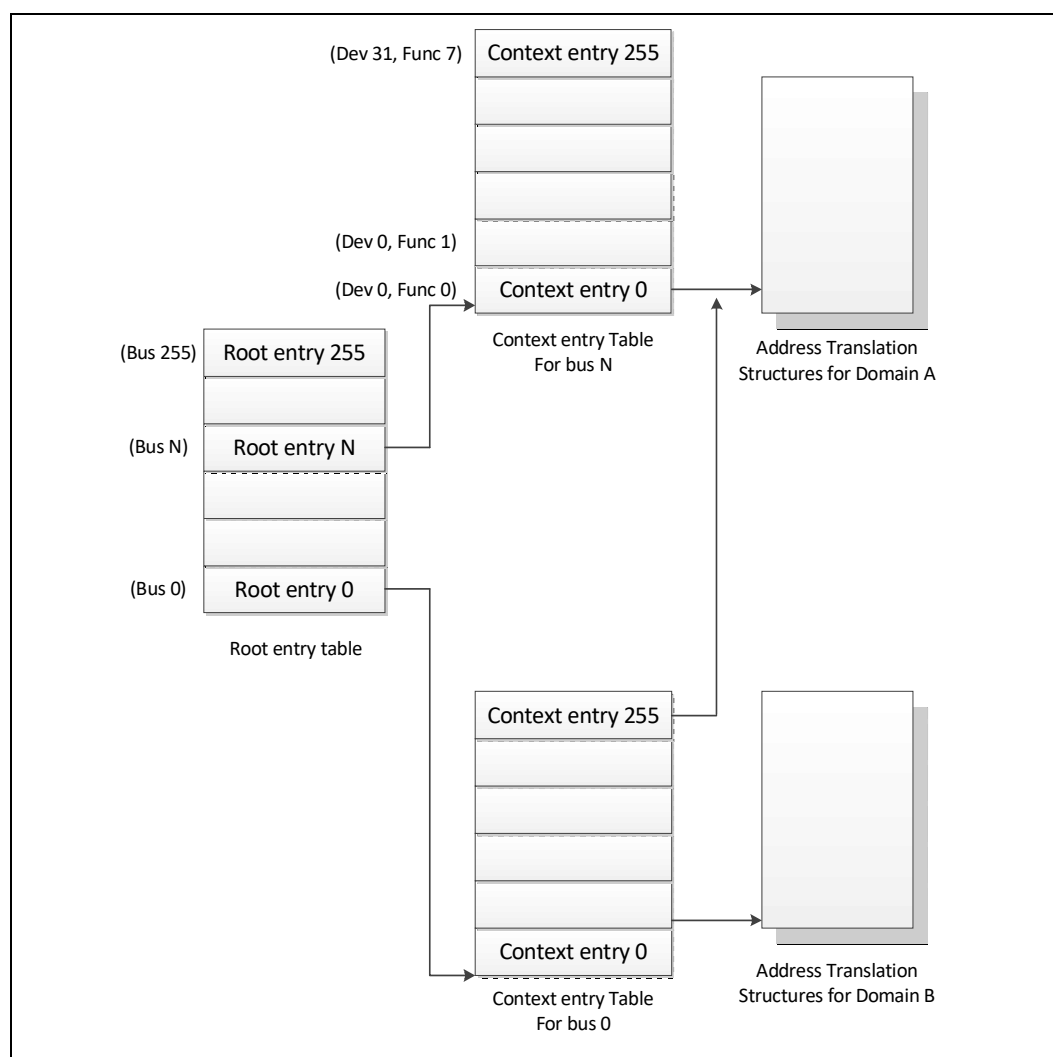 (Dev 31, Func 7)
Context entry 255
(Dev 0, Func 1)
(Dev 0, Func 0)
Context entry 0
Context entry Table
For bus N
Address Translation
Structures for Domain A
(Bus 255)
Root entry 255
(Bus N)
Root entry N
(Bus 0)
Root entry 0
Root entry table
Context entry 255
Context entry 0
Context entry Table
For bus 0
Address Translation
Structures for Domain B